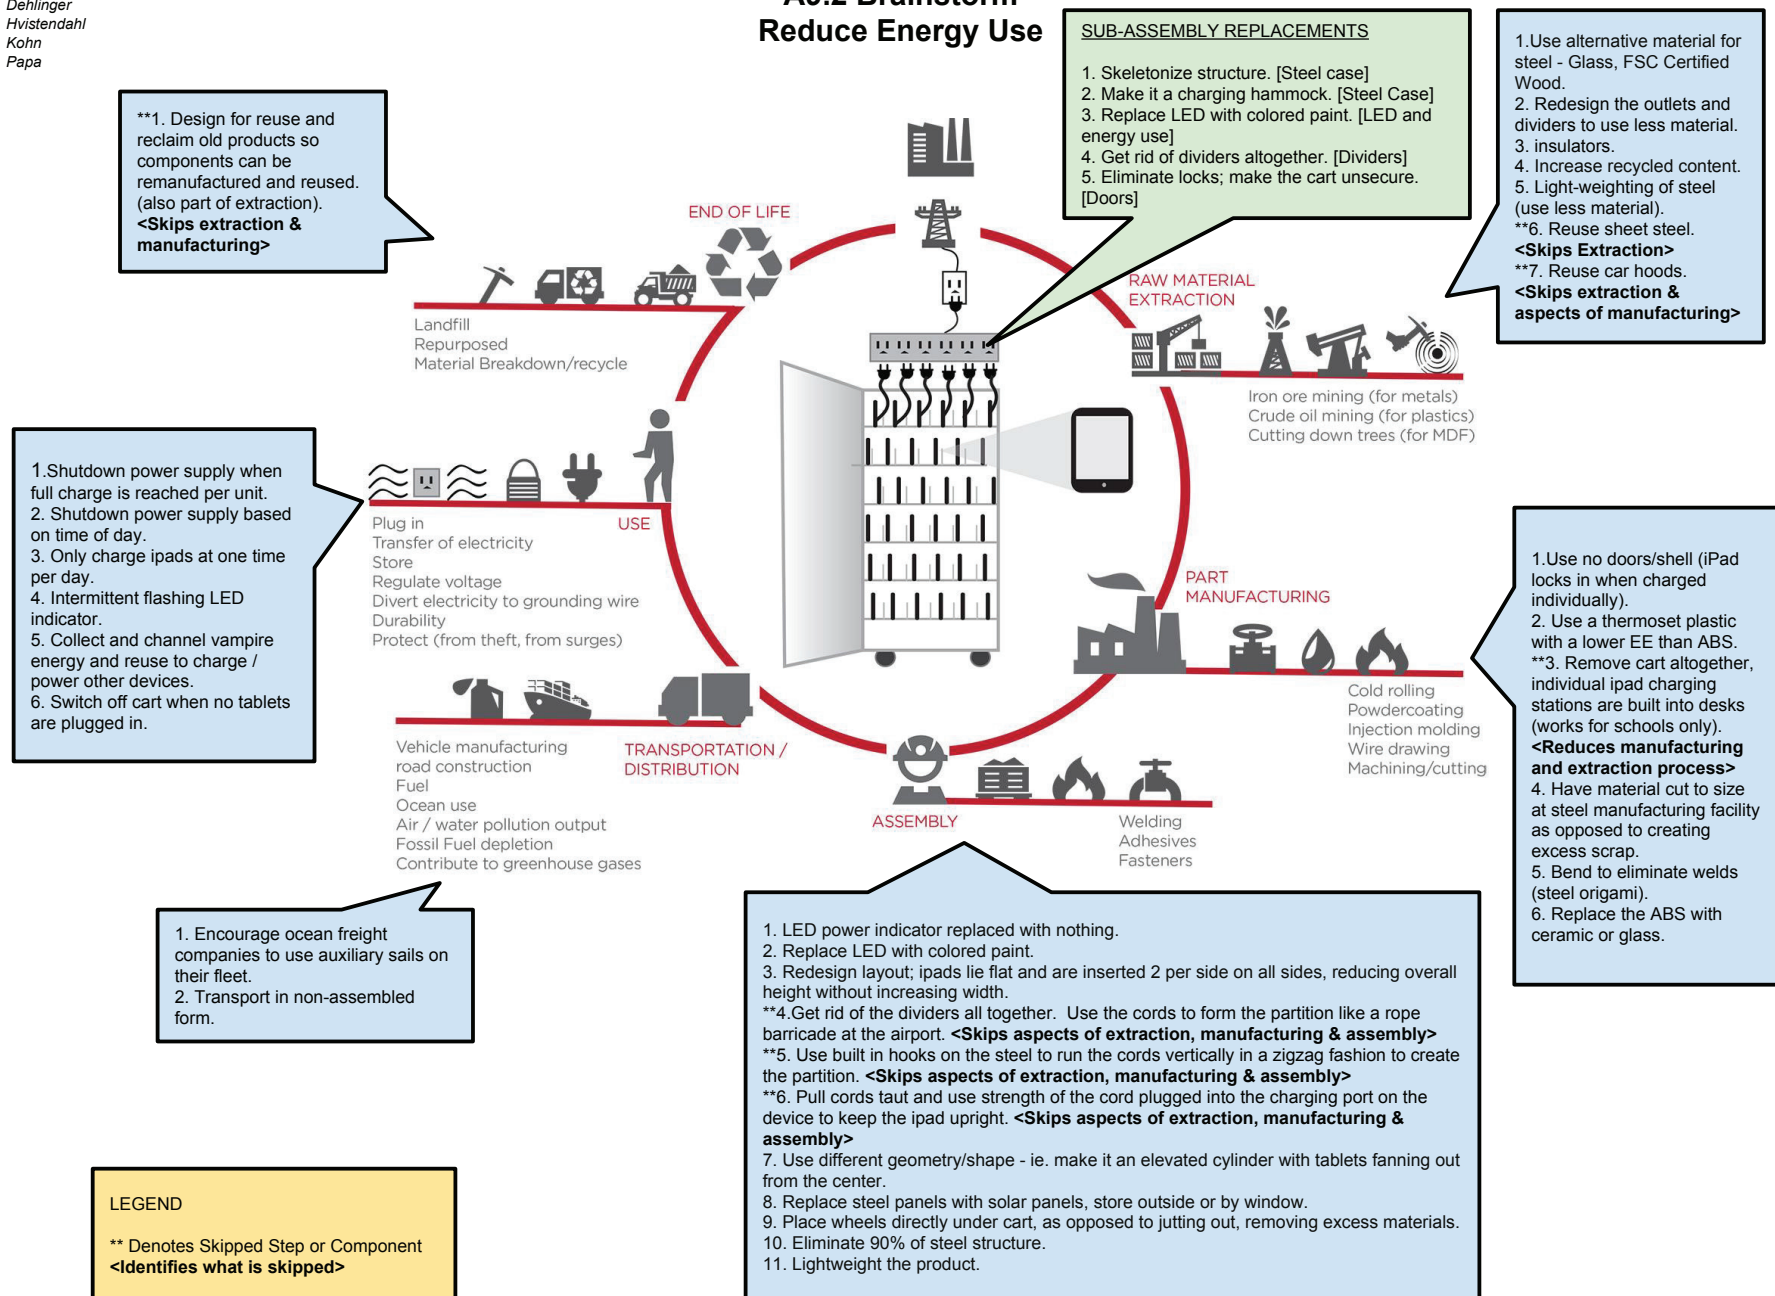 Dehlinger
Hvistendahl
Kohn
Papa
A9.2 Brainstorm
Reduce Energy Use
SUB-ASSEMBLY REPLACEMENTS
1. Skeletonize structure. [Steel case]
2. Make it a charging hammock. [Steel Case]
3. Replace LED with colored paint. [LED and
energy use]
4. Get rid of dividers altogether. [Dividers]
5. Eliminate locks; make the cart unsecure.
[Doors]
1.Use alternative material for
steel - Glass, FSC Certified
Wood.
2. Redesign the outlets and
dividers to use less material.
3. insulators.
4. Increase recycled content.
5. Light-weighting of steel
(use less material).
**6. Reuse sheet steel.
<Skips Extraction>
**7. Reuse car hoods.
<Skips extraction &
aspects of manufacturing>
**1. Design for reuse and
reclaim old products so
components can be
remanufactured and reused.
(also part of extraction).
<Skips extraction &
manufacturing>
END OF LIFE
Landfill
Repurposed
Material Breakdown/recycle
RAW MATERIAL
EXTRACTION
Iron ore mining (for metals)
Crude oil mining (for plastics)
Cutting down trees (for MDF)
1.Shutdown power supply when
full charge is reached per unit.
2. Shutdown power supply based
on time of day.
3. Only charge ipads at one time
per day.
4. Intermittent flashing LED
indicator.
5. Collect and channel vampire
energy and reuse to charge /
power other devices.
6. Switch off cart when no tablets
are plugged in.
USE
Plug in
Transfer of electricity
Store
Regulate voltage
Divert electricity to grounding wire
Durability
Protect (from theft, from surges)
PART
MANUFACTURING
Cold rolling
Powdercoating
Injection molding
Wire drawing
Machining/cutting
1.Use no doors/shell (iPad
locks in when charged
individually).
2. Use a thermoset plastic
with a lower EE than ABS.
**3. Remove cart altogether,
individual ipad charging
stations are built into desks
(works for schools only).
<Reduces manufacturing
and extraction process>
4. Have material cut to size
at steel manufacturing facility
as opposed to creating
excess scrap.
5. Bend to eliminate welds
(steel origami).
6. Replace the ABS with
ceramic or glass.
TRANSPORTATION /
DISTRIBUTION
Vehicle manufacturing
road construction
Fuel
Ocean use
Air / water pollution output
Fossil Fuel depletion
Contribute to greenhouse gases
ASSEMBLY
Welding
Adhesives
Fasteners
1. Encourage ocean freight
companies to use auxiliary sails on
their fleet.
2. Transport in non-assembled
form.
1. LED power indicator replaced with nothing.
2. Replace LED with colored paint.
3. Redesign layout; ipads lie flat and are inserted 2 per side on all sides, reducing overall
height without increasing width.
**4.Get rid of the dividers all together. Use the cords to form the partition like a rope
barricade at the airport. <Skips aspects of extraction, manufacturing & assembly>
**5. Use built in hooks on the steel to run the cords vertically in a zigzag fashion to create
the partition. <Skips aspects of extraction, manufacturing & assembly>
**6. Pull cords taut and use strength of the cord plugged into the charging port on the
device to keep the ipad upright. <Skips aspects of extraction, manufacturing &
assembly>
7. Use different geometry/shape - ie. make it an elevated cylinder with tablets fanning out
from the center.
8. Replace steel panels with solar panels, store outside or by window.
9. Place wheels directly under cart, as opposed to jutting out, removing excess materials.
10. Eliminate 90% of steel structure.
11. Lightweight the product.
LEGEND
** Denotes Skipped Step or Component
<Identifies what is skipped>